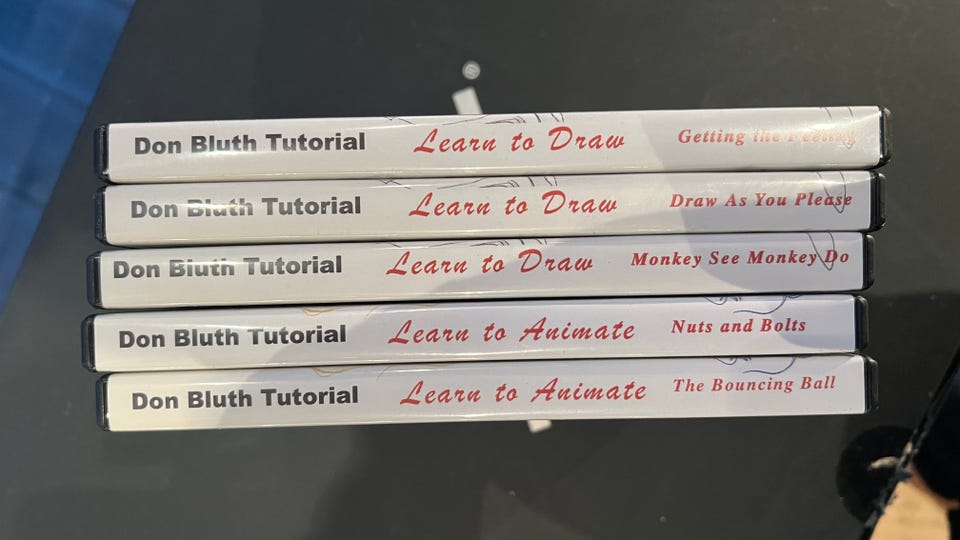 Don Bluth Tutorial Learn to Draw Getting the Feeling
Don Bluth Tutorial Learn to Draw Draw As You Please
Don Bluth Tutorial Learn to Draw Monkey See Monkey Do
Don Bluth Tutorial Learn to Animate Nuts and Bolts
Don Bluth Tutorial Learn to Animate The Bouncing Ball